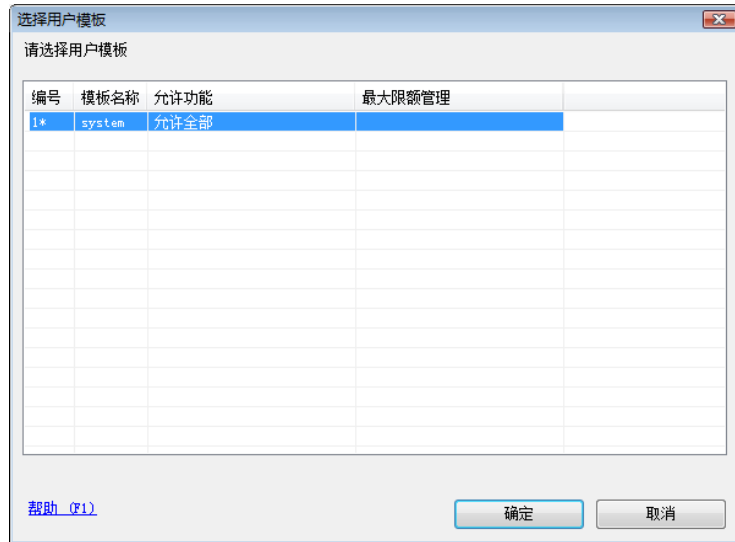 选择用户模板
请选择用户模板
编号 模板名称 允许功能 最大限额管理
1* system 允许全部
帮助 (F1) 确定 取消